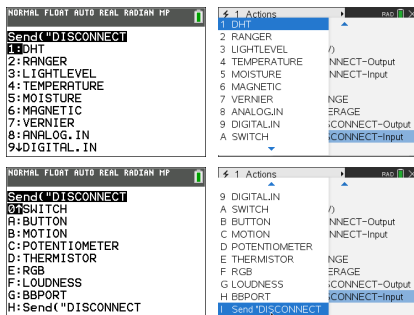 NORMAL FLOAT AUTO REAL RADIAN MP
Send("DISCONNECT
1:DHT
2:RANGER
3:LIGHTLEVEL
4:TEMPERATURE
5:MOISTURE
6:MAGNETIC
7:VERNIER
8:ANALOG.IN
9↓DIGITAL.IN
1 Actions PAD
1 DHT
2 RANGER
3 LIGHTLEVEL /)
4 TEMPERATURE NNECT-Output
5 MOISTURE NNECT-Input
6 MAGNETIC
7 VERNIER NGE
8 ANALOG.IN ERAGE
9 DIGITAL.IN SCONNECT-Output
A SWITCH CONNECT-Input
NORMAL FLOAT AUTO REAL RADIAN MP
Send("DISCONNECT
0↑SWITCH
A:BUTTON
B:MOTION
C:POTENTIOMETER
D:THERMISTOR
E:RGB
F:LOUDNESS
G:BBPORT
H:Send("DISCONNECT
1 Actions PAD
9 DIGITAL.IN
A SWITCH /)
B BUTTON NNECT-Output
C MOTION NNECT-Input
D POTENTIOMETER
E THERMISTOR NGE
F RGB ERAGE
G LOUDNESS SCONNECT-Output
H BBPORT CONNECT-Input
I Send "DISCONNECT